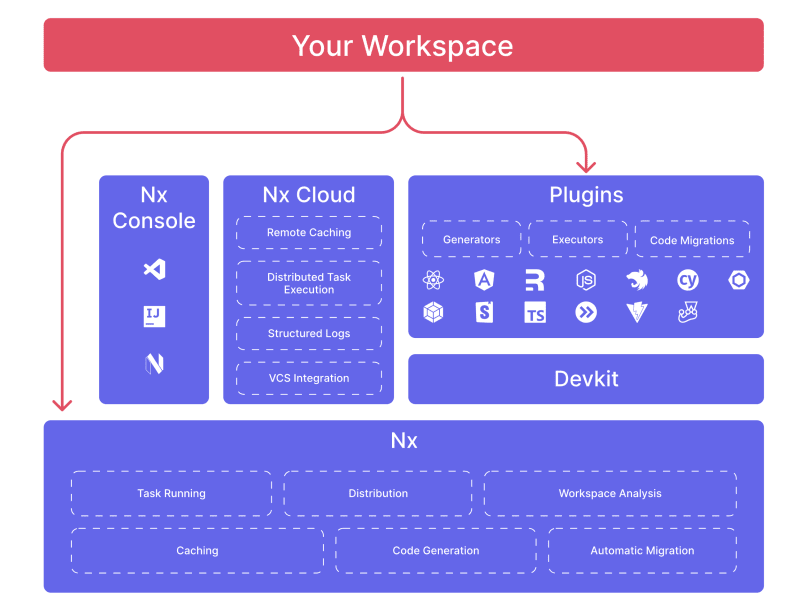 Your Workspace
Nx
Console
IJ
Nx Cloud
Remote Caching
Distributed Task
Execution
Structured Logs
VCS Integration
Plugins
Generators
Executors
Code Migrations
JS
cy
S
TS
Devkit
Nx
Task Running
Distribution
Workspace Analysis
Caching
Code Generation
Automatic Migration